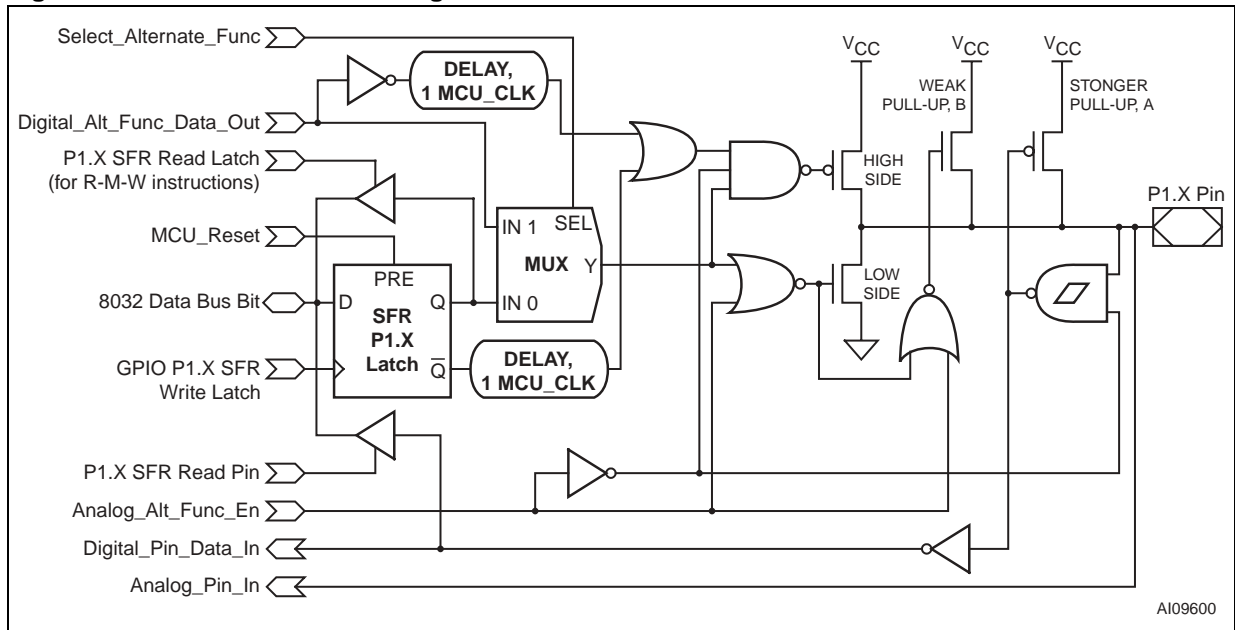 Select_Alternate_Func
DELAY,
1 MCU_CLK
Digital_Alt_Func_Data_Out
P1.X SFR Read Latch
(for R-M-W instructions)
MCU_Reset
8032 Data Bus Bit
GPIO P1.X SFR
Write Latch
P1.X SFR Read Pin
Analog_Alt_Func_En
Digital_Pin_Data_In
Analog_Pin_In
PRE
D
Q
SFR
P1.X
Latch
Q
DELAY,
1 MCU_CLK
IN 1
SEL
MUX
Y
IN 0
VCC
HIGH
SIDE
LOW
SIDE
VCC
WEAK
PULL-UP, B
VCC
STONGER
PULL-UP, A
P1.X Pin
AI09600